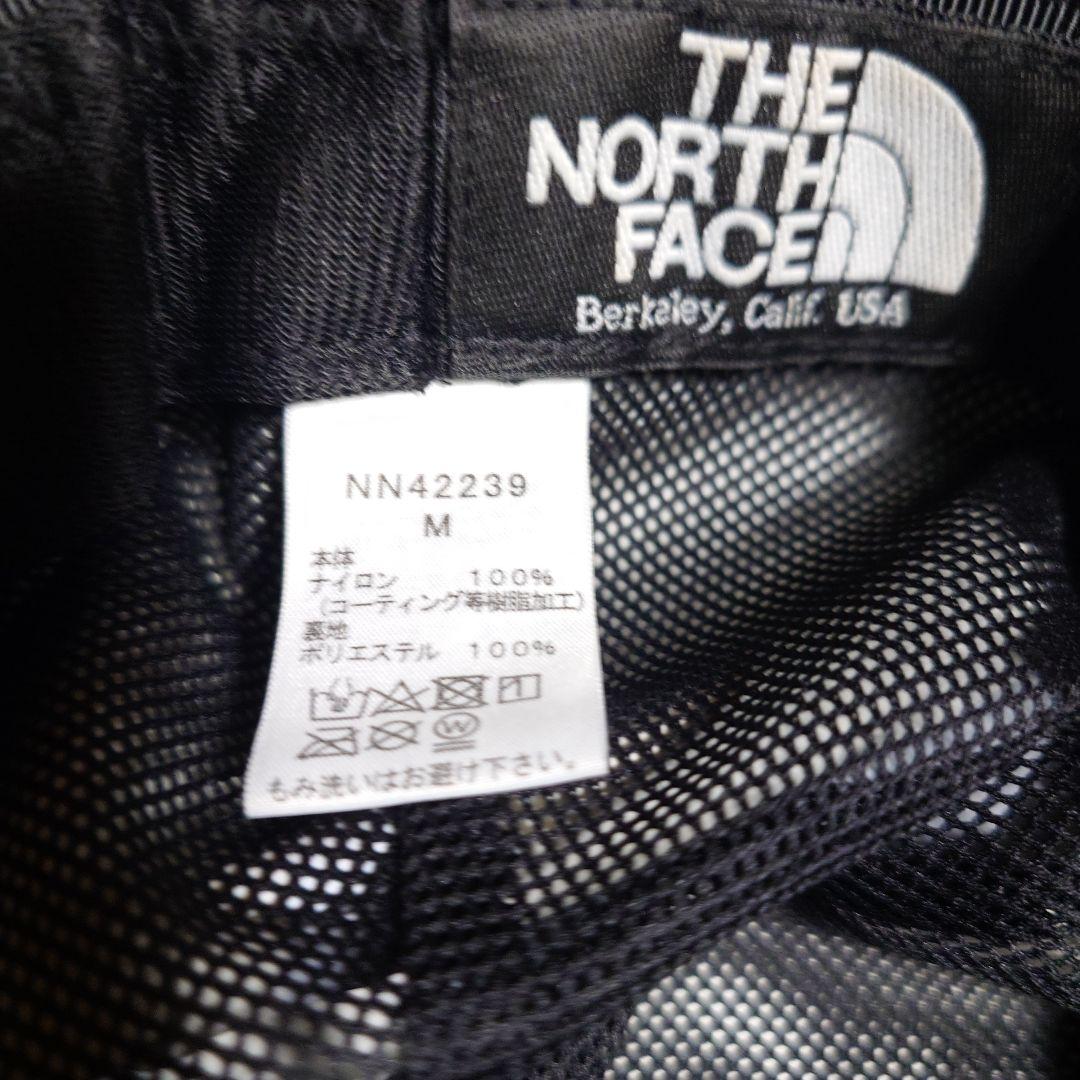 THE
NORTH
FACE
Berkeley, Calif. USA
NN42239
M
本体
ナイロン 100%
(コーティング等樹脂加工)
裏地
ポリエステル 100%
もみ洗いはお避け下さい。